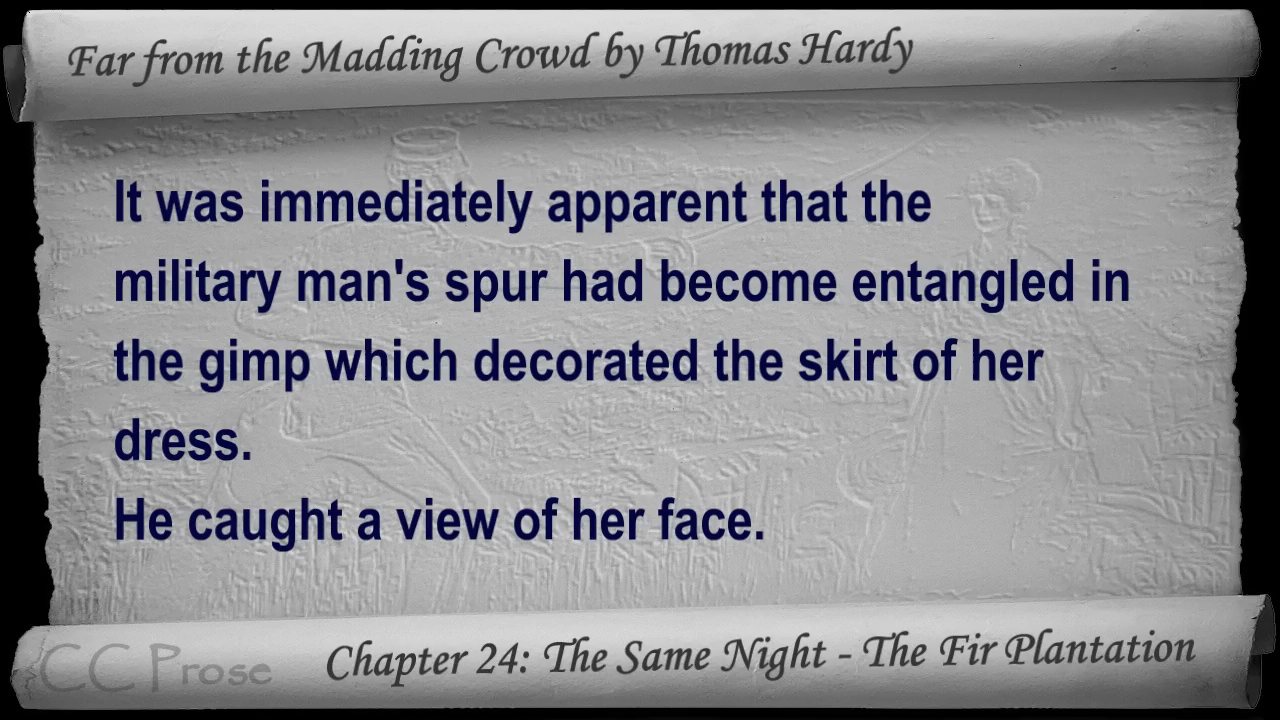 Far from the Madding Crowd by Thomas Hardy
It was immediately apparent that the
military man's spur had become entangled in
the gimp which decorated the skirt of her
dress.
He caught a view of her face.
CC Prose
Chapter 24: The Same Night - The Fir Plantation